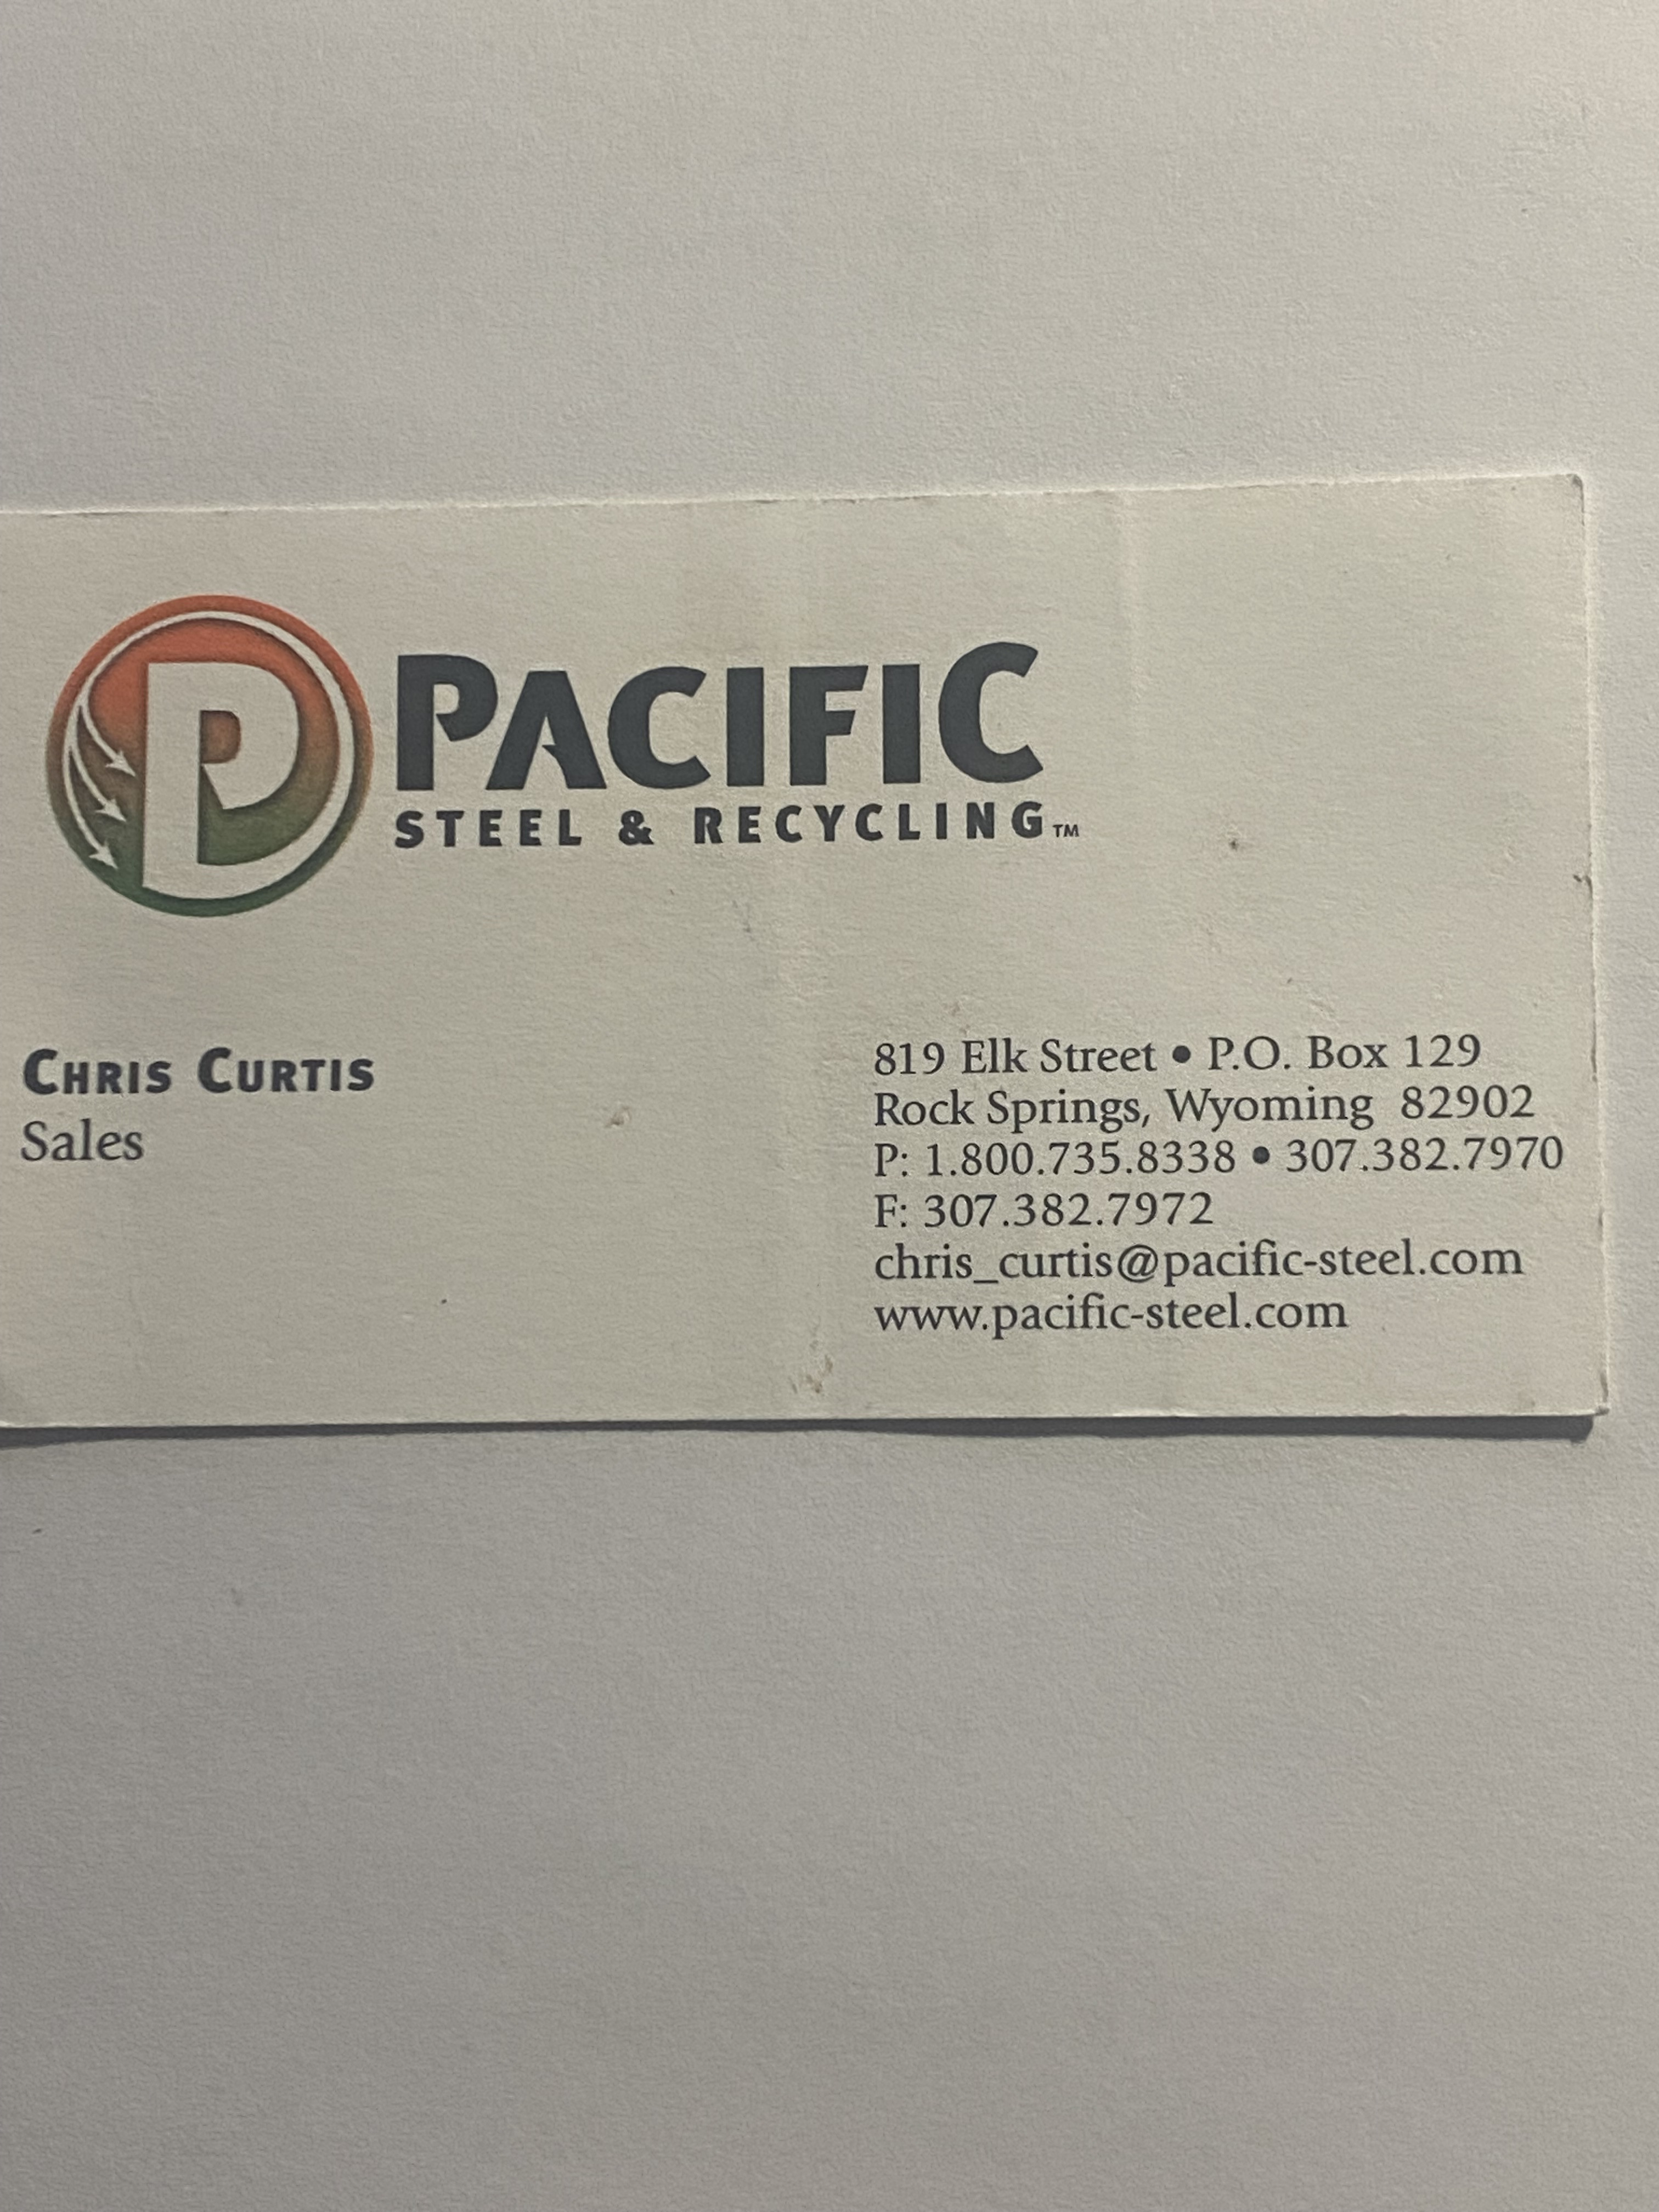 P
PACIFIC
STEEL & RECYCLING™
CHRIS CURTIS
Sales
819 Elk Street • P.O. Box 129
Rock Springs, Wyoming 82902
P: 1.800.735.8338 • 307.382.7970
F: 307.382.7972
chris_curtis@pacific-steel.com
www.pacific-steel.com